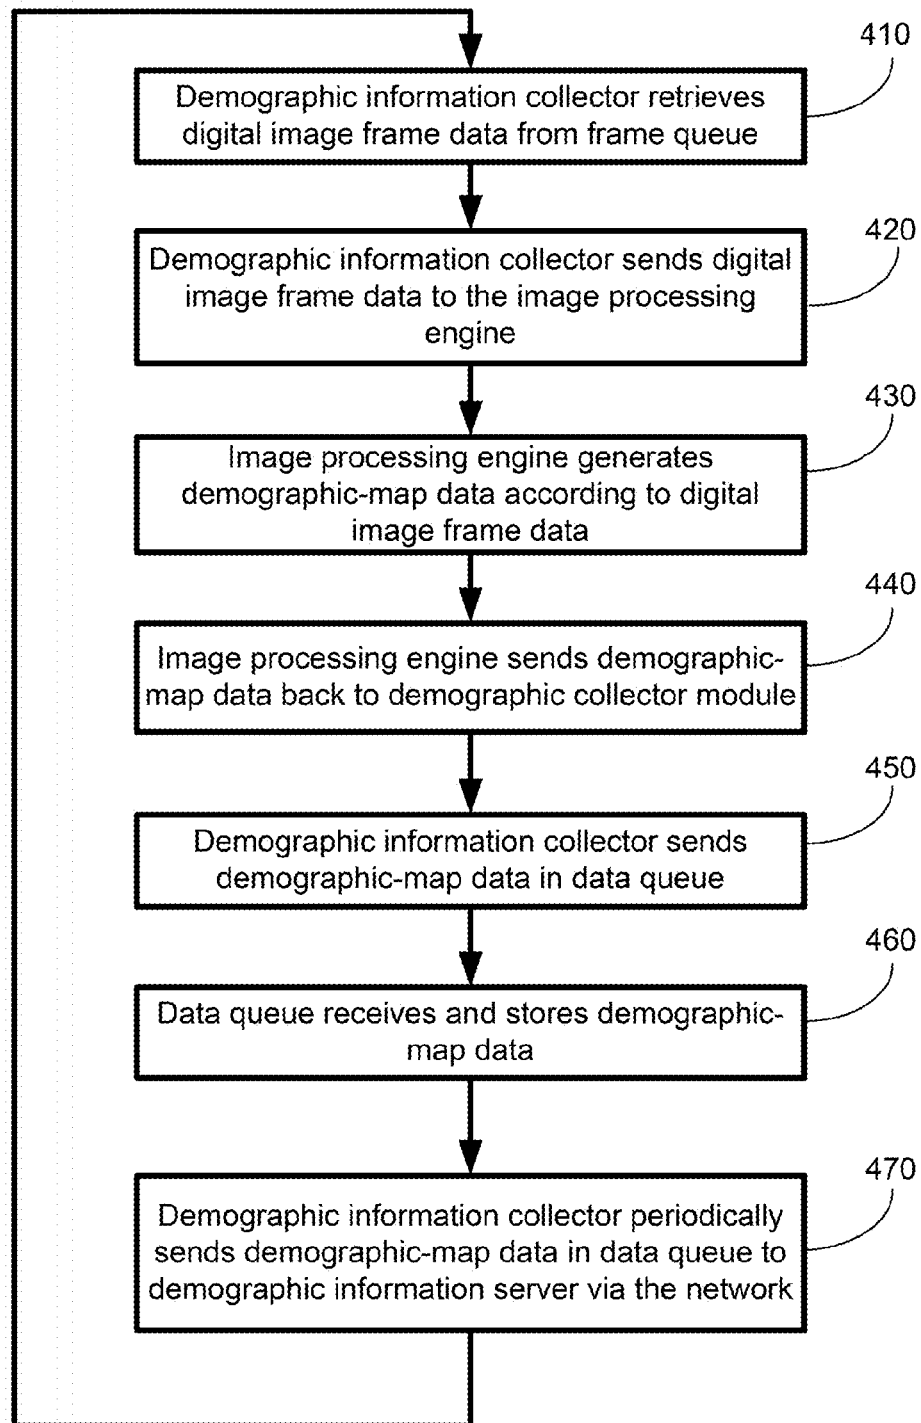 410
Demographic information collector retrieves
digital image frame data from frame queue
420
Demographic information collector sends digital
image frame data to the image processing
engine
430
Image processing engine generates
demographic-map data according to digital
image frame data
440
Image processing engine sends demographic-
map data back to demographic collector module
450
Demographic information collector sends
demographic-map data in data queue
460
Data queue receives and stores demographic-
map data
470
Demographic information collector periodically
sends demographic-map data in data queue to
demographic information server via the network